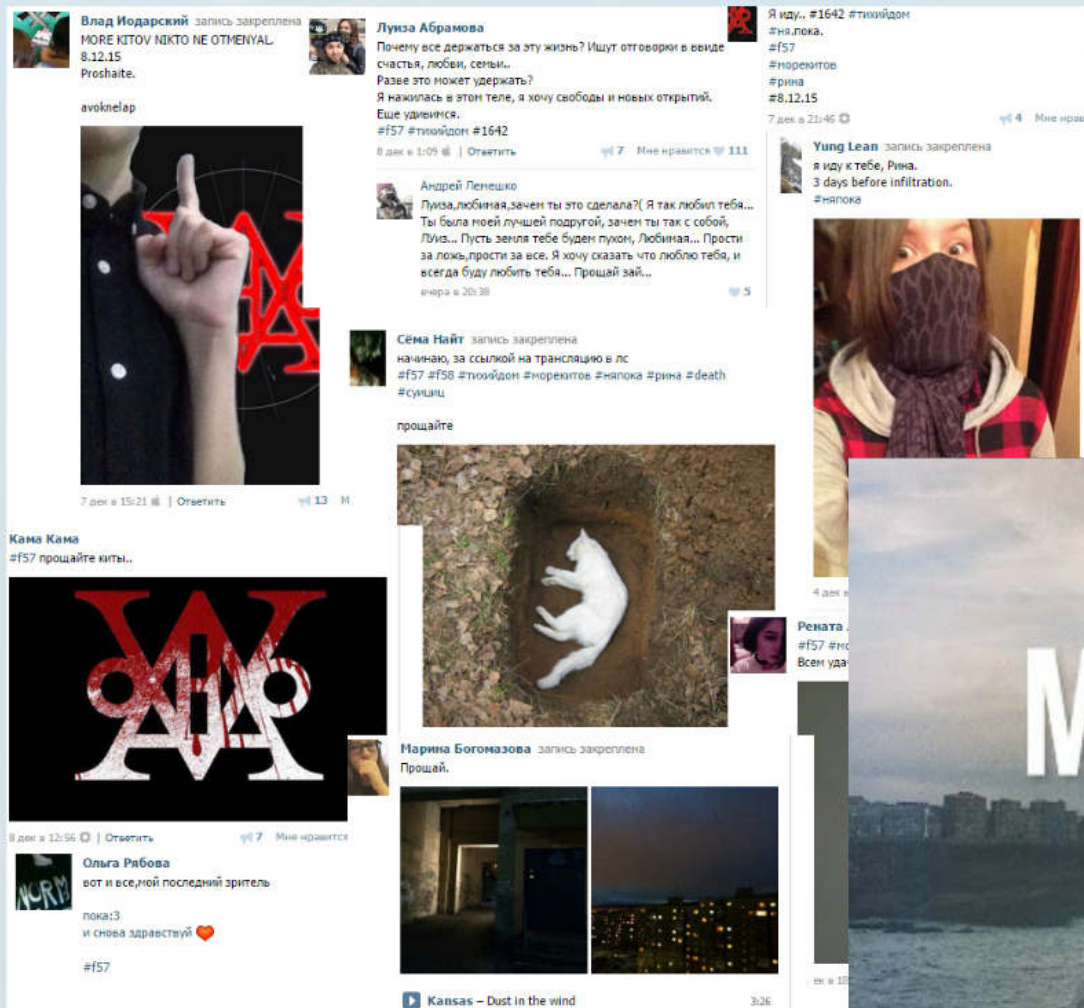 Влад Иодарский запись закреплена
MORE KITOV NIKTO NE OTMENYAL.
8.12.15
Proshaite.
avoknelap
7 дек в 15:21 | Ответить 13 М
Кама Кама
#f57 прощайте киты..
8 дек в 12:56 | Ответить 7 Мне нравится
NORM
Ольга Рябова
вот и все,мой последний зритель
пока:3
и снова здравствуй
#f57
Луиза Абрамова
Почему все держаться за эту жизнь? Ищут отговорки в ввиде
счастья, любви, семьи..
Разве это может удержать?
Я нажилась в этом теле, я хочу свободы и новых открытий.
Еще удивимся.
#f57 #тихийдом #1642
8 дек в 1:09 | Ответить 7 Мне нравится 111
Андрей Лемешко
Луиза,любимая,зачем ты это сделала?( Я так любил тебя...
Ты была моей лучшей подругой, зачем ты так с собой,
ЛУиз... Пусть земля тебе будем пухом, Любимая... Прости
за ложь,прости за все. Я хочу сказать что люблю тебя, и
всегда буду любить тебя... Прощай зай...
вчера в 20:38 5
Сёма Найт запись закреплена
начинаю, за ссылкой на трансляцию в лс
#f57 #f58 #тихийдом #морекитов #няпока #рина #death
#суициц
прощайте
Марина Богомазова запись закреплена
Прощай.
Kansas – Dust in the wind 3:26
Я иду.. #1642 #тихийдом
#ня.пока.
#f57
#морекитов
#рина
#8.12.15
7 дек в 21:46 4 Мне нрав
Yung Lean запись закреплена
я иду к тебе, Рина.
3 days before infiltration.
#няпока
4 дек в
Рената
#f57 #мо
Всем уда
М